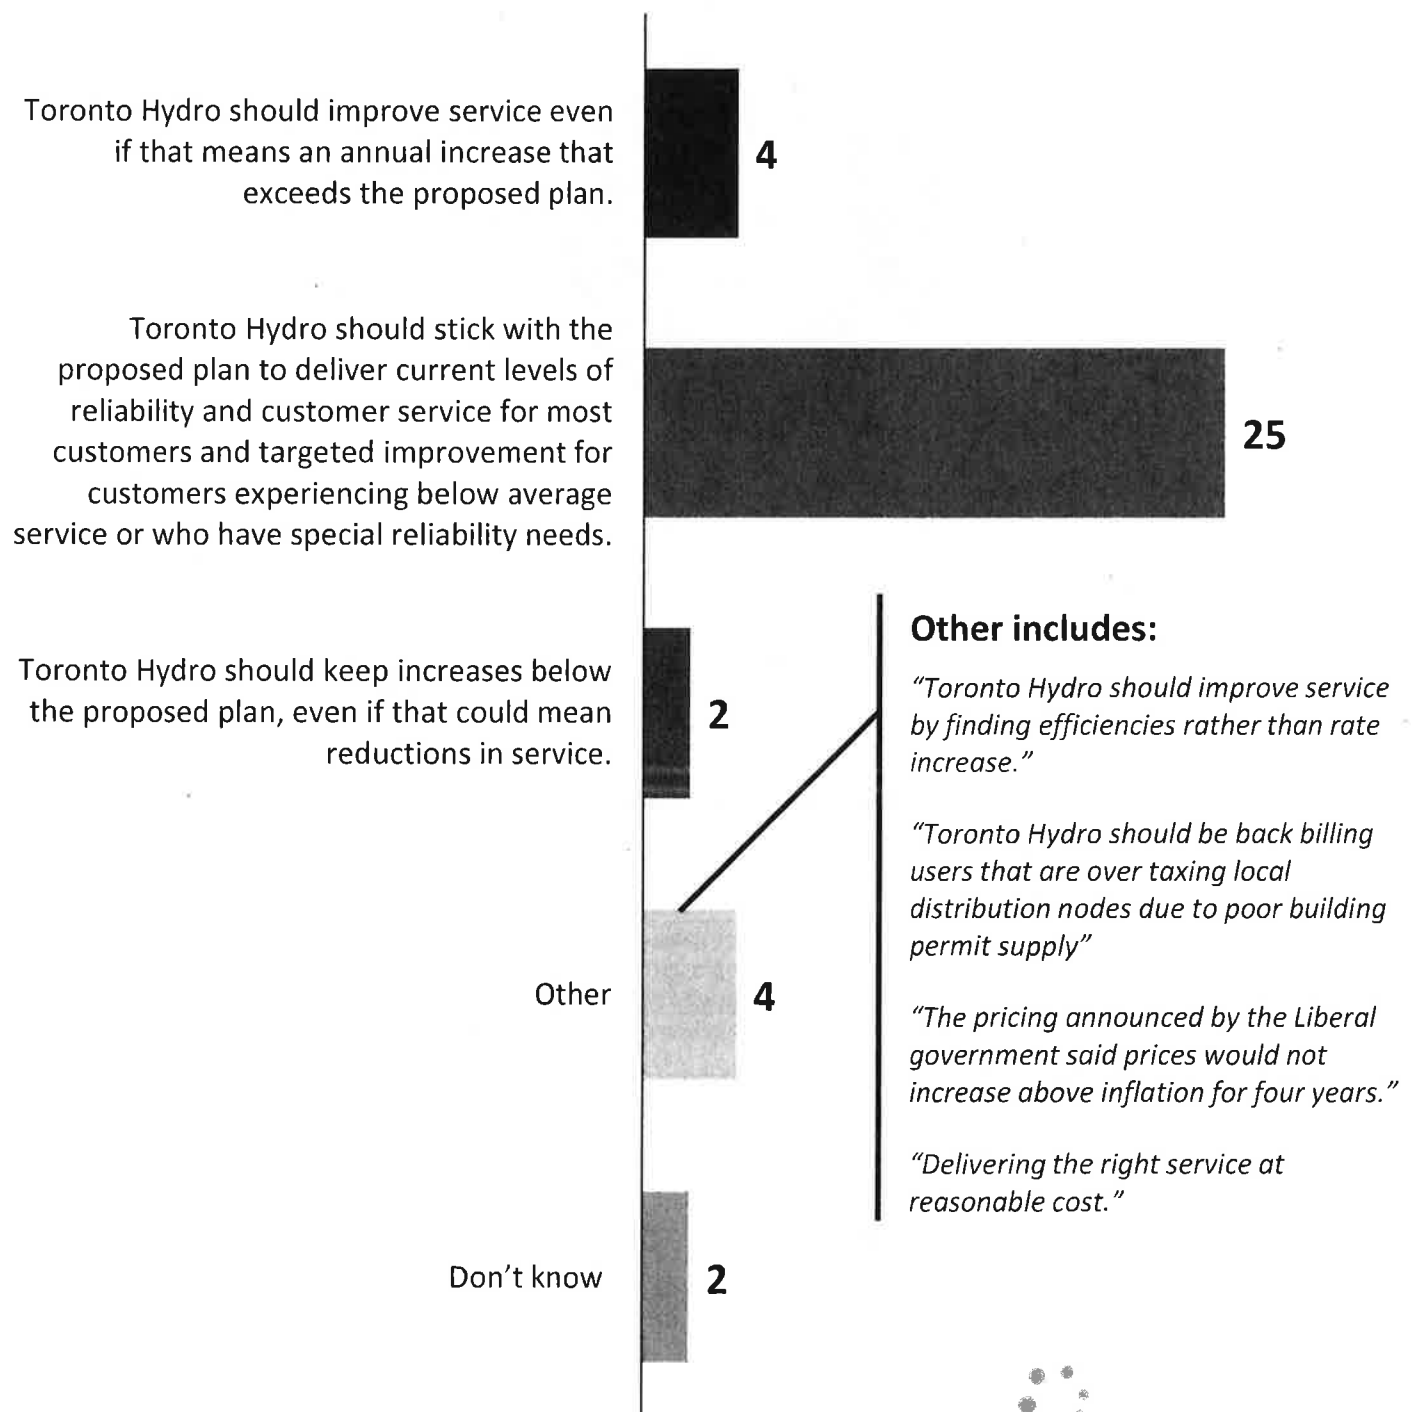 Toronto Hydro should improve service even
if that means an annual increase that
exceeds the proposed plan.
4
Toronto Hydro should stick with the
proposed plan to deliver current levels of
reliability and customer service for most
customers and targeted improvement for
customers experiencing below average
service or who have special reliability needs.
25
Toronto Hydro should keep increases below
the proposed plan, even if that could mean
reductions in service.
2
Other
4
Don't know
2
Other includes:
“Toronto Hydro should improve service
by finding efficiencies rather than rate
increase.”
“Toronto Hydro should be back billing
users that are over taxing local
distribution nodes due to poor building
permit supply”
“The pricing announced by the Liberal
government said prices would not
increase above inflation for four years.”
“Delivering the right service at
reasonable cost.”